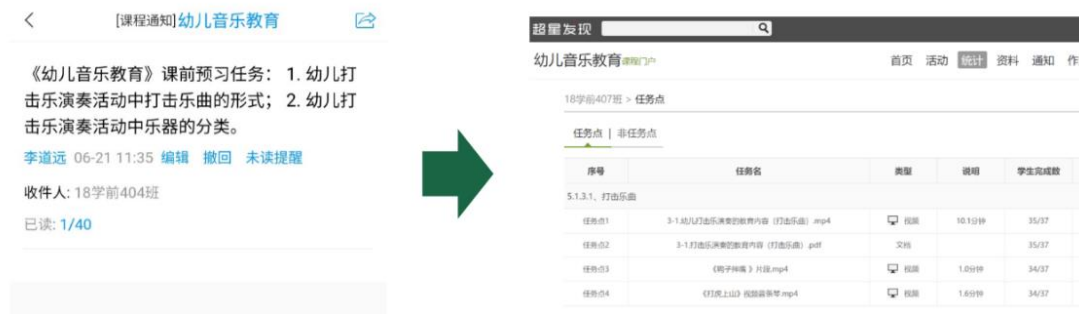 [课程通知]幼儿音乐教育
《幼儿音乐教育》课前预习任务： 1. 幼儿打
击乐演奏活动中打击乐曲的形式； 2. 幼儿打
击乐演奏活动中乐器的分类。
李道远 06-21 11:35 编辑 撤回 未读提醒
收件人: 18学前404班
已读: 1/40
超星发现
幼儿音乐教育 课程门户 首页 活动 统计 资料 通知 作
18学前407班 > 任务点
任务点 | 非任务点
序号 任务名 类型 说明 学生完成数
5.1.3.1、打击乐曲
任务点1 3-1.幼儿打击乐演奏的教育内容（打击乐曲）.mp4 视频 10.1分钟 35/37
任务点2 3-1.打击乐演奏的教育内容（打击乐曲）.pdf 文档 35/37
任务点3 片段.mp4 视频 1.0分钟 34/37
任务点4 《打虎上山》视频 .mp4 视频 1.6分钟 34/37